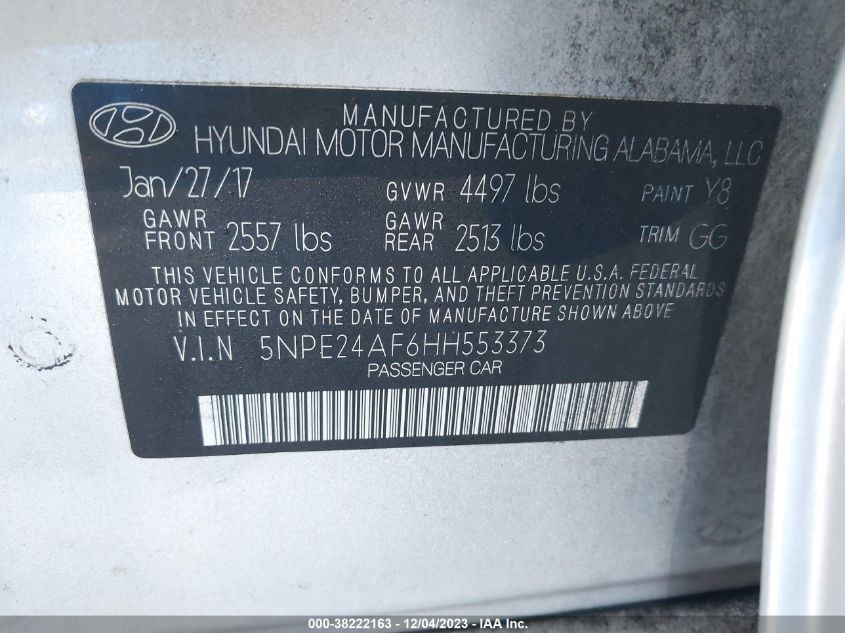 MANUFACTURED BY
HYUNDAI MOTOR MANUFACTURING ALABAMA, LLC
Jan/27/17 GVWR 4497 lbs PAINT Y8
GAWR FRONT 2557 lbs GAWR REAR 2513 lbs TRIM GG
THIS VEHICLE CONFORMS TO ALL APPLICABLE U.S.A. FEDERAL
MOTOR VEHICLE SAFETY, BUMPER, AND THEFT PREVENTION STANDARDS
IN EFFECT ON THE DATE OF MANUFACTURE SHOWN ABOVE
V.I.N 5NPE24AF6HH553373
PASSENGER CAR
000-38222163 - 12/04/2023 - IAA Inc.